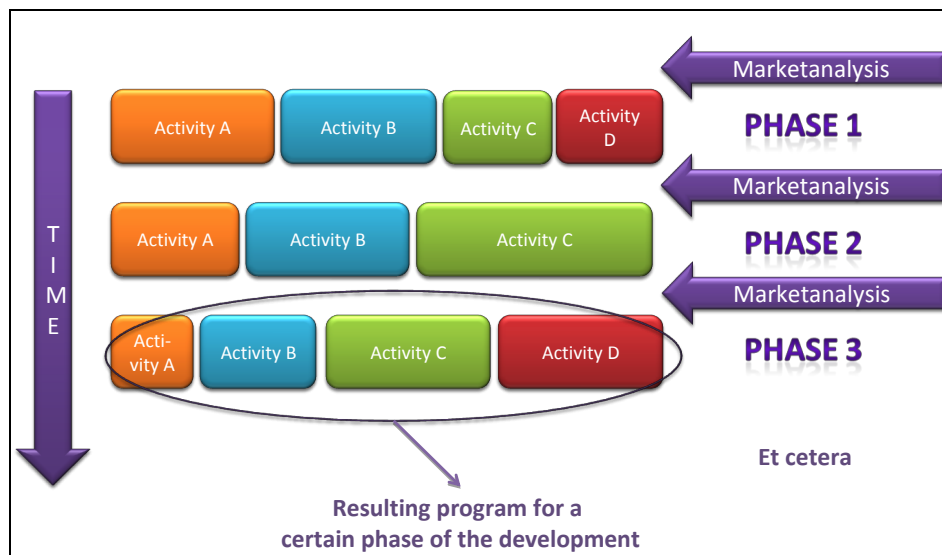 Marketanalysis
Activity A
Activity B
Activity C
Activity
D
PHASE 1
Marketanalysis
T
I
M
E
Activity A
Activity B
Activity C
PHASE 2
Marketanalysis
Acti-
vity A
Activity B
Activity C
Activity D
PHASE 3
Et cetera
Resulting program for a
certain phase of the development